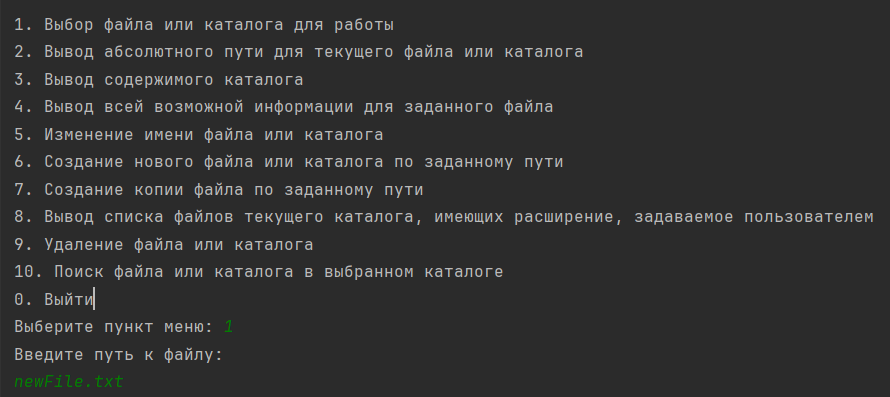 1. Выбор файла или каталога для работы
2. Вывод абсолютного пути для текущего файла или каталога
3. Вывод содержимого каталога
4. Вывод всей возможной информации для заданного файла
5. Изменение имени файла или каталога
6. Создание нового файла или каталога по заданному пути
7. Создание копии файла по заданному пути
8. Вывод списка файлов текущего каталога, имеющих расширение, задаваемое пользователем
9. Удаление файла или каталога
10. Поиск файла или каталога в выбранном каталоге
0. Выйти
Выберите пункт меню: 1
Введите путь к файлу:
newFile.txt